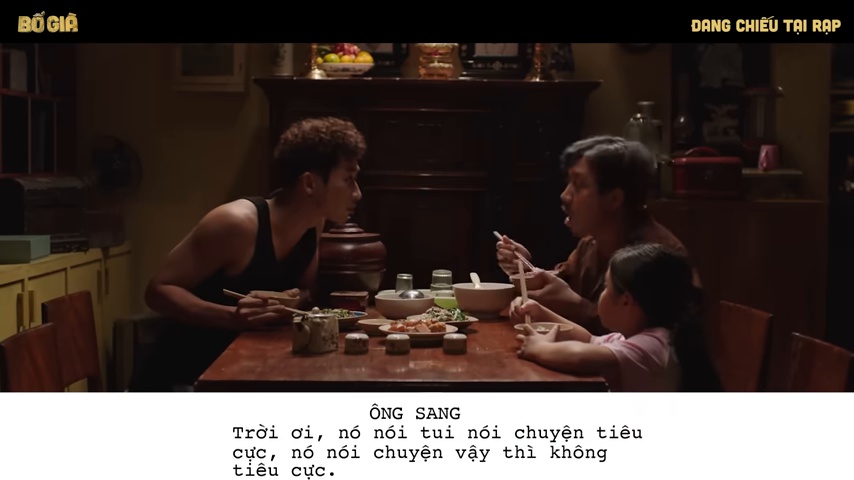 BỐ GIÀ
ĐANG CHIẾU TẠI RẠP
ÔNG SANG
Trời ơi, nó nói tui nói chuyện tiêu
cực, nó nói chuyện vậy thì không
tiêu cực.